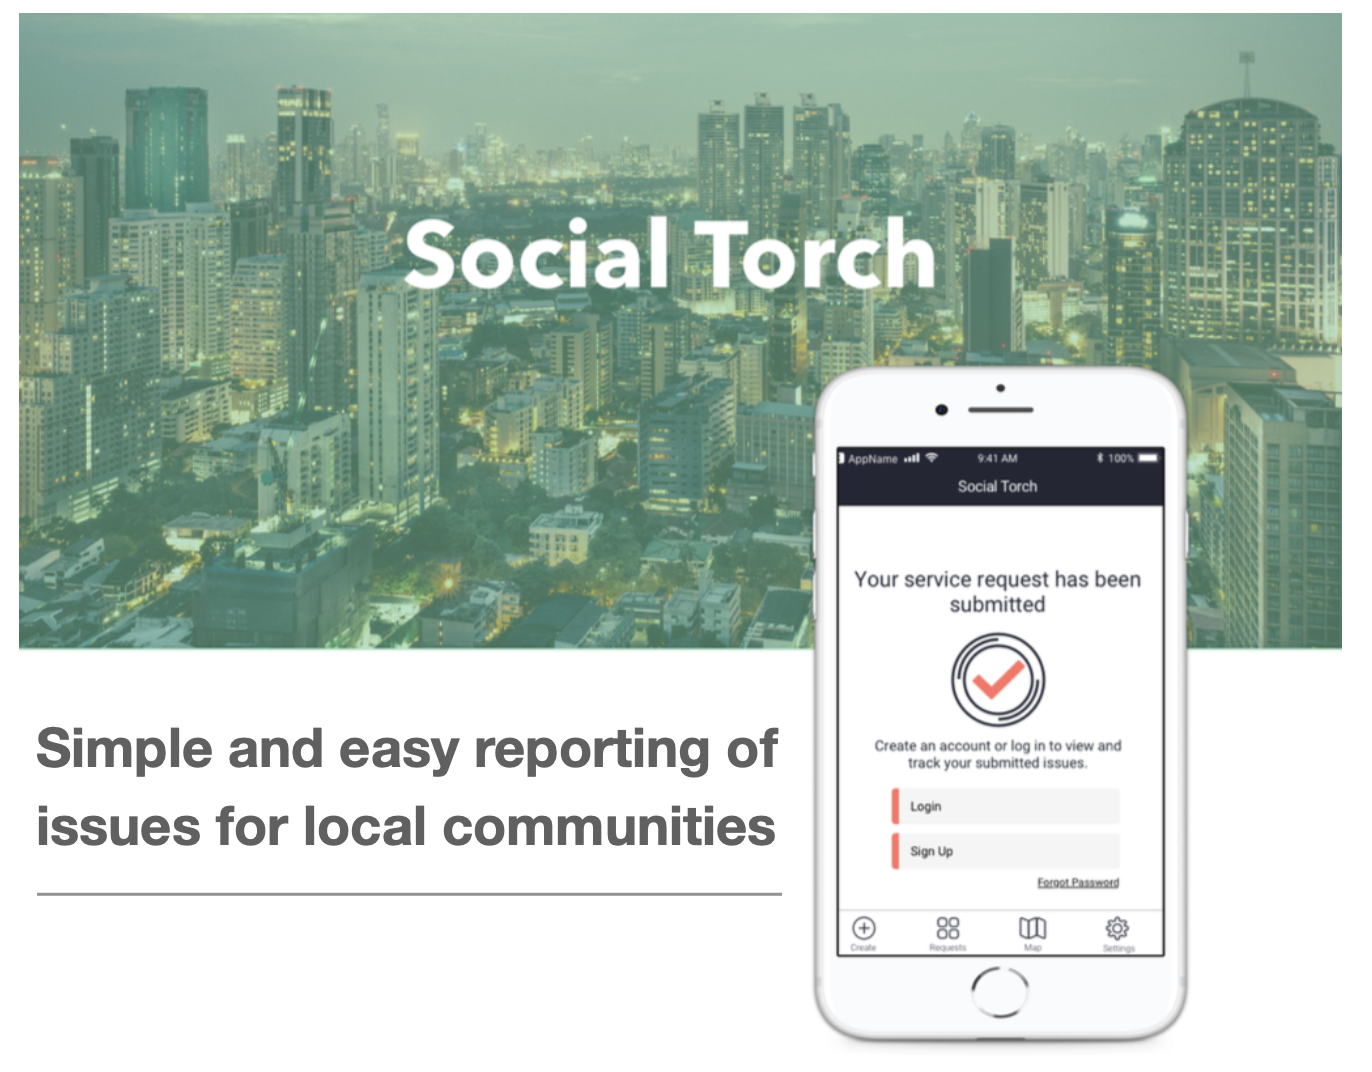 Social Torch
Simple and easy reporting of
issues for local communities
AppName 9:41 AM 100%
Social Torch
Your service request has been
submitted
Create an account or log in to view and
track your submitted issues.
Login
Sign Up
Forgot Password
Create Requests Map Settings